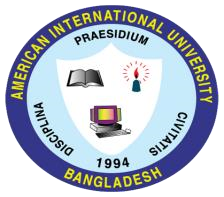 AMERICAN INTERNATIONAL UNIVERSITY
PRAESIDIUM
DISCIPLINA
CIVITATIS
1994
BANGLADESH